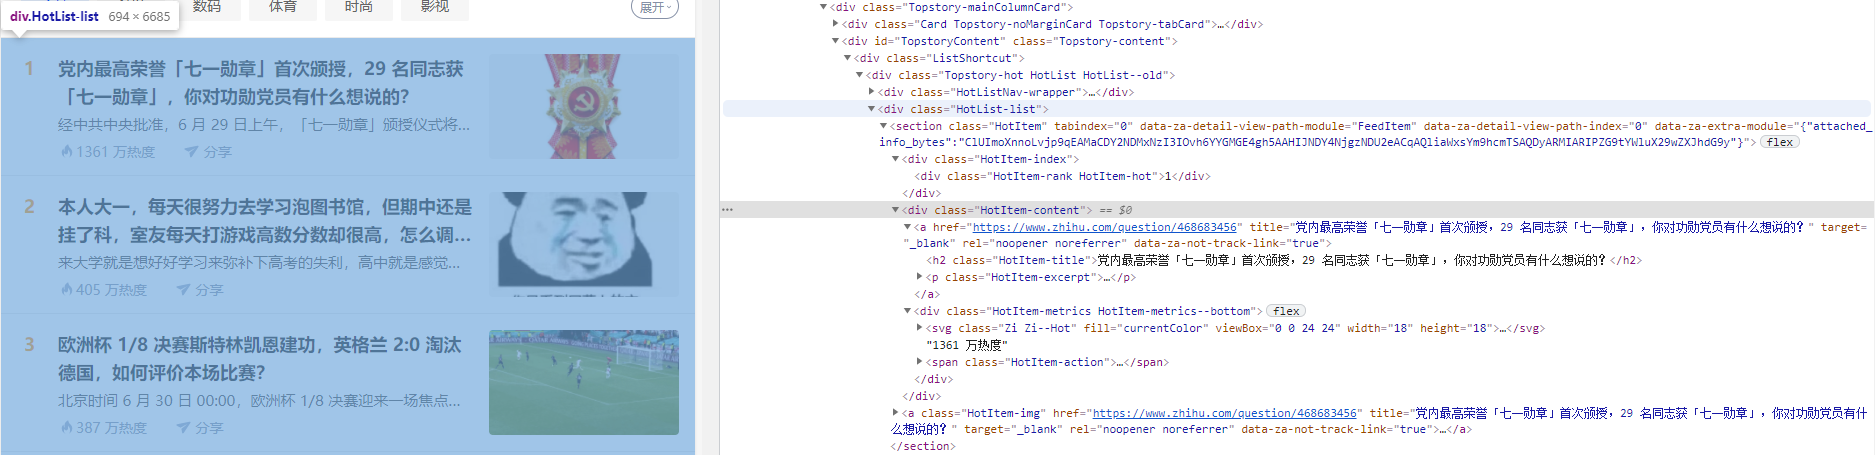 数码
体育
时尚
影视
展开
div.HotList-list 694 × 6685
1
党内最高荣誉「七一勋章」首次颁授，29 名同志获
「七一勋章」，你对功勋党员有什么想说的？
经中共中央批准，6 月 29 日上午，「七一勋章」颁授仪式将...
1361 万热度 分享
2
本人大一，每天很努力去学习泡图书馆，但期中还是
挂了科，室友每天打游戏高数分数却很高，怎么调...
来大学就是想好好学习来弥补下高考的失利，高中就是感觉...
405 万热度 分享
3
欧洲杯 1/8 决赛斯特林凯恩建功，英格兰 2:0 淘汰
德国，如何评价本场比赛？
北京时间 6 月 30 日 00:00，欧洲杯 1/8 决赛迎来一场焦点...
387 万热度 分享
<div class="Topstory-mainColumnCard">
<div class="Card Topstory-noMarginCard Topstory-tabCard">…</div>
<div id="TopstoryContent" class="Topstory-content">
<div class="ListShortcut">
<div class="Topstory-hot HotList HotList--old">
<div class="HotListNav-wrapper">…</div>
<div class="HotList-list">
<section class="HotItem" tabindex="0" data-za-detail-view-path-module="FeedItem" data-za-detail-view-path-index="0" data-za-extra-module="{"attached_
info_bytes":"ClUImoXnnoLvjp9qEAMaCDY2NDMxNzI3IOvh6YYGMGE4gh5AAHIJNDY4NjgzNDU2eACqAQliaWxsYm9hcmTSAQDyARMIARIPZG9tYWluX29wZXJhdG9y"}"> flex
<div class="HotItem-index">
<div class="HotItem-rank HotItem-hot">1</div>
</div>
<div class="HotItem-content"> == $0
<a href="https://www.zhihu.com/question/468683456" title="党内最高荣誉「七一勋章」首次颁授，29 名同志获「七一勋章」，你对功勋党员有什么想说的？" target=
"_blank" rel="noopener noreferrer" data-za-not-track-link="true">
<h2 class="HotItem-title">党内最高荣誉「七一勋章」首次颁授，29 名同志获「七一勋章」，你对功勋党员有什么想说的？</h2>
<p class="HotItem-excerpt">…</p>
</a>
<div class="HotItem-metrics HotItem-metrics--bottom"> flex
<svg class="Zi Zi--Hot" fill="currentColor" viewBox="0 0 24 24" width="18" height="18">…</svg>
"1361 万热度"
<span class="HotItem-action">…</span>
</div>
</div>
<a class="HotItem-img" href="https://www.zhihu.com/question/468683456" title="党内最高荣誉「七一勋章」首次颁授，29 名同志获「七一勋章」，你对功勋党员有
什么想说的？" target="_blank" rel="noopener noreferrer" data-za-not-track-link="true">…</a>
</section>